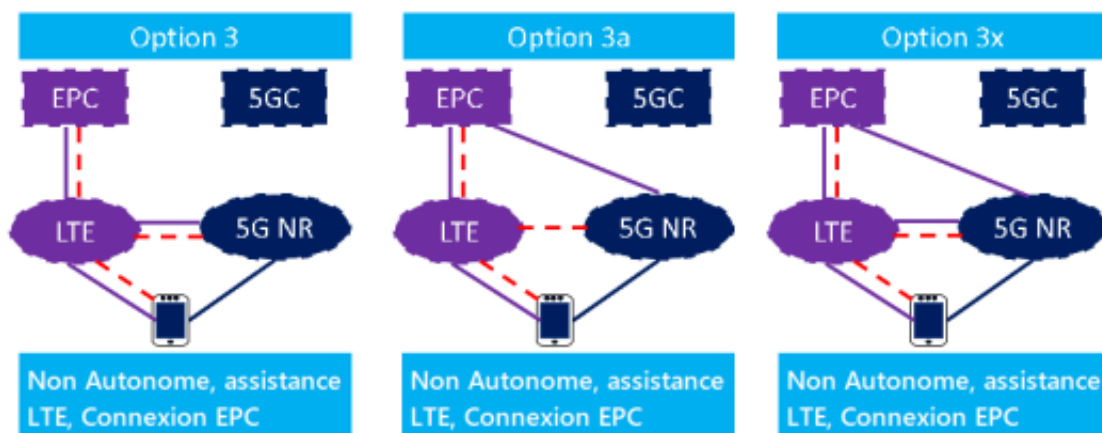 Option 3
Option 3a
Option 3x
EPC
5GC
EPC
5GC
EPC
5GC
LTE
5G NR
LTE
5G NR
LTE
5G NR
Non Autonome, assistance
LTE, Connexion EPC
Non Autonome, assistance
LTE, Connexion EPC
Non Autonome, assistance
LTE, Connexion EPC